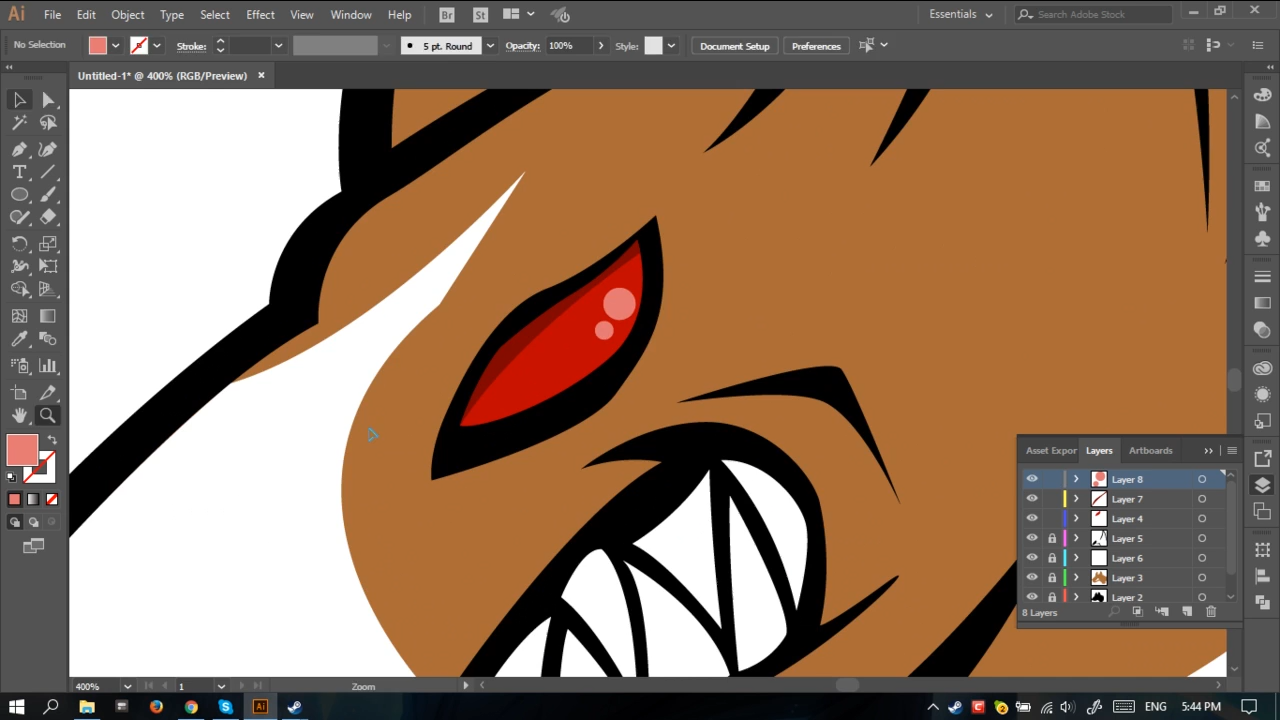 Ai File Edit Object Type Select Effect View Window Help Br St Essentials Search Adobe Stock
No Selection Stroke: 5 pt. Round Opacity: 100% Style: Document Setup Preferences
Untitled-1* @ 400% (RGB/Preview)
Asset Expor Layers Artboards
Layer 8
Layer 7
Layer 4
Layer 5
Layer 6
Layer 3
Layer 2
8 Layers
400% 1 Zoom
Ai ENG 5:44 PM